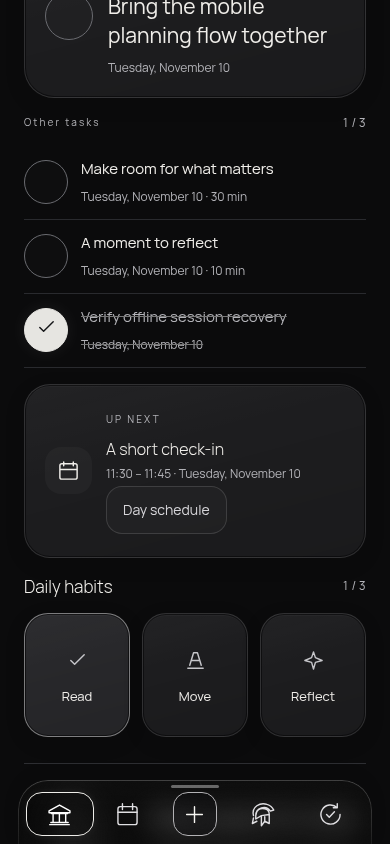 Bring the mobile
planning flow together
Tuesday, November 10
Other tasks
1 / 3
Make room for what matters
Tuesday, November 10 · 30 min
A moment to reflect
Tuesday, November 10 · 10 min
Verify offline session recovery
Tuesday, November 10
UP NEXT
A short check-in
11:30 – 11:45 · Tuesday, November 10
Day schedule
Daily habits
1 / 3
Read
Move
Reflect